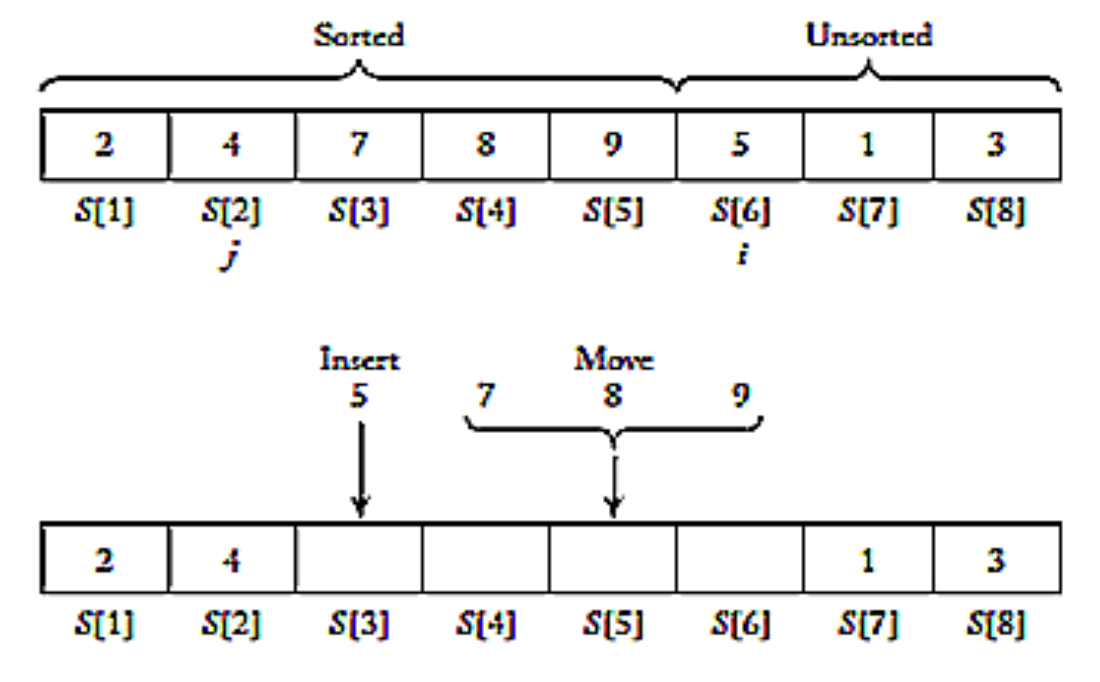 Sorted Unsorted
2 4 7 8 9 5 1 3
S[1] S[2] S[3] S[4] S[5] S[6] S[7] S[8]
j i
Insert Move
5 7 8 9
2 4 1 3
S[1] S[2] S[3] S[4] S[5] S[6] S[7] S[8]